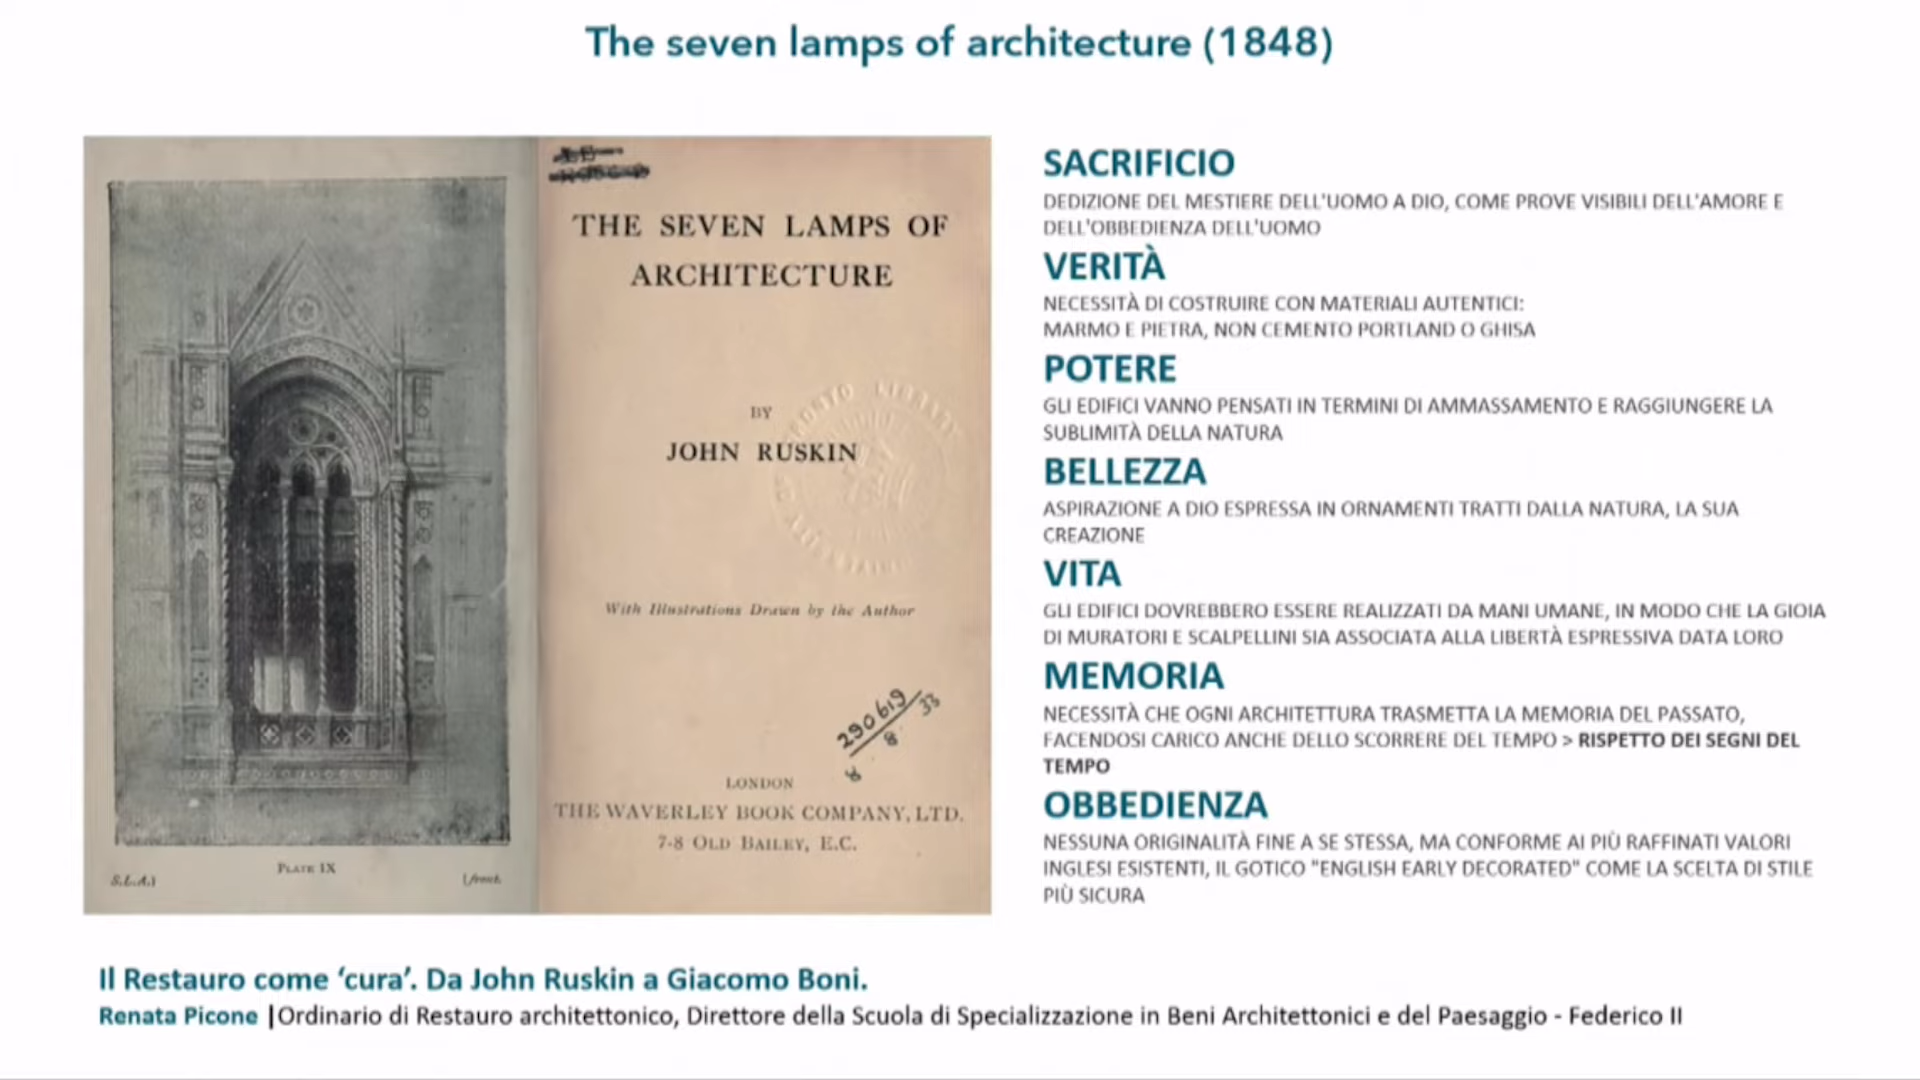 The seven lamps of architecture (1848)
THE SEVEN LAMPS OF
ARCHITECTURE
BY
JOHN RUSKIN
With Illustrations Drawn by the Author
290619
8 33
8
LONDON
THE WAVERLEY BOOK COMPANY, LTD.
7-8 OLD BAILEY, E.C.
PLATE IX
S.L.A.)
(front.
SACRIFICIO
DEDIZIONE DEL MESTIERE DELL'UOMO A DIO, COME PROVE VISIBILI DELL'AMORE E
DELL'OBBEDIENZA DELL'UOMO
VERITÀ
NECESSITÀ DI COSTRUIRE CON MATERIALI AUTENTICI:
MARMO E PIETRA, NON CEMENTO PORTLAND O GHISA
POTERE
GLI EDIFICI VANNO PENSATI IN TERMINI DI AMMASSAMENTO E RAGGIUNGERE LA
SUBLIMITÀ DELLA NATURA
BELLEZZA
ASPIRAZIONE A DIO ESPRESSA IN ORNAMENTI TRATTI DALLA NATURA, LA SUA
CREAZIONE
VITA
GLI EDIFICI DOVREBBERO ESSERE REALIZZATI DA MANI UMANE, IN MODO CHE LA GIOIA
DI MURATORI E SCALPELLINI SIA ASSOCIATA ALLA LIBERTÀ ESPRESSIVA DATA LORO
MEMORIA
NECESSITÀ CHE OGNI ARCHITETTURA TRASMETTA LA MEMORIA DEL PASSATO,
FACENDOSI CARICO ANCHE DELLO SCORRERE DEL TEMPO > RISPETTO DEI SEGNI DEL
TEMPO
OBBEDIENZA
NESSUNA ORIGINALITÀ FINE A SE STESSA, MA CONFORME AI PIÙ RAFFINATI VALORI
INGLESI ESISTENTI, IL GOTICO "ENGLISH EARLY DECORATED" COME LA SCELTA DI STILE
PIÙ SICURA
Il Restauro come ‘cura’. Da John Ruskin a Giacomo Boni.
Renata Picone |Ordinario di Restauro architettonico, Direttore della Scuola di Specializzazione in Beni Architettonici e del Paesaggio - Federico II